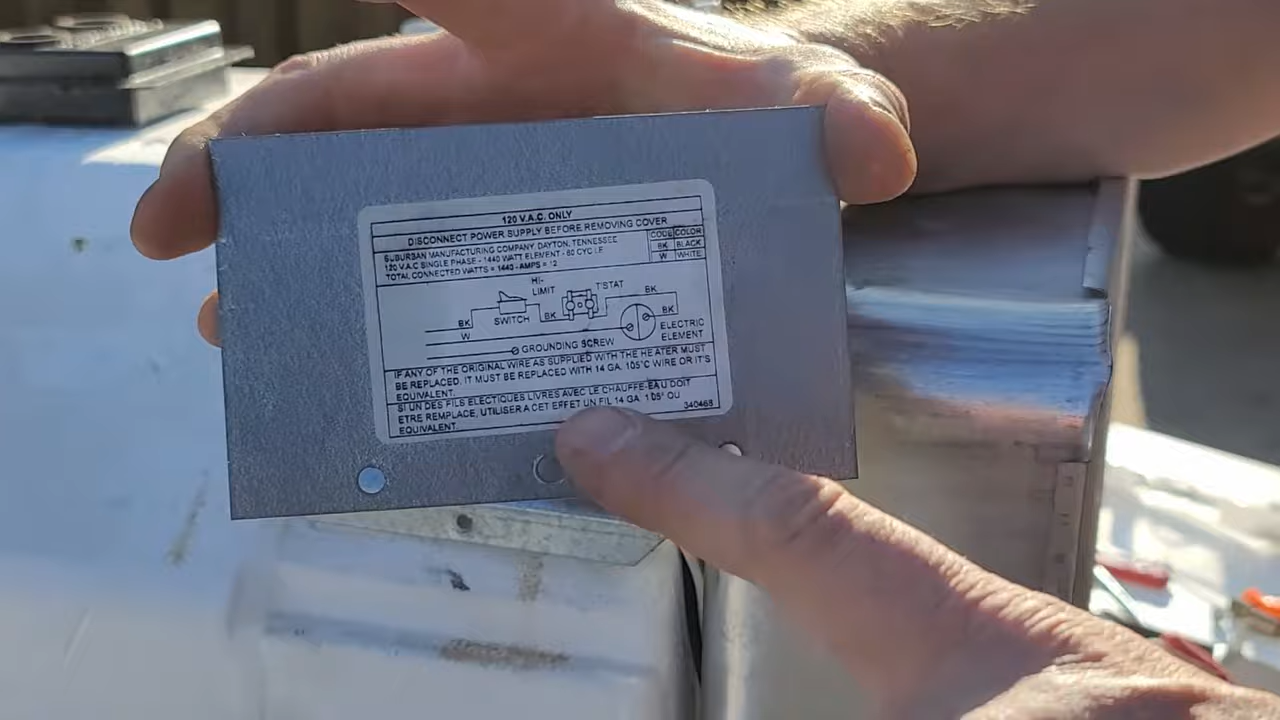 120 V.A.C. ONLY
DISCONNECT POWER SUPPLY BEFORE REMOVING COVER
SUBURBAN MANUFACTURING COMPANY, DAYTON, TENNESSEE
120 V.A.C SINGLE PHASE - 1440 WATT ELEMENT - 60 CYCLE
TOTAL CONNECTED WATTS = 1440 - AMPS = 12
CODE COLOR
BK BLACK
W WHITE
HI-
LIMIT
T'STAT
BK
SWITCH
BK
BK
BK
W
ELECTRIC
ELEMENT
GROUNDING SCREW
IF ANY OF THE ORIGINAL WIRE AS SUPPLIED WITH THE HEATER MUST
BE REPLACED. IT MUST BE REPLACED WITH 14 GA. 105°C WIRE OR IT'S
EQUIVALENT.
SI UN DES FILS ELECTIQUES LIVRES AVEC LE CHAUFFE-EAU DOIT
ETRE REMPLACE, UTILISER A CET EFFET UN FIL 14 GA. 105° OU
EQUIVALENT.
340468